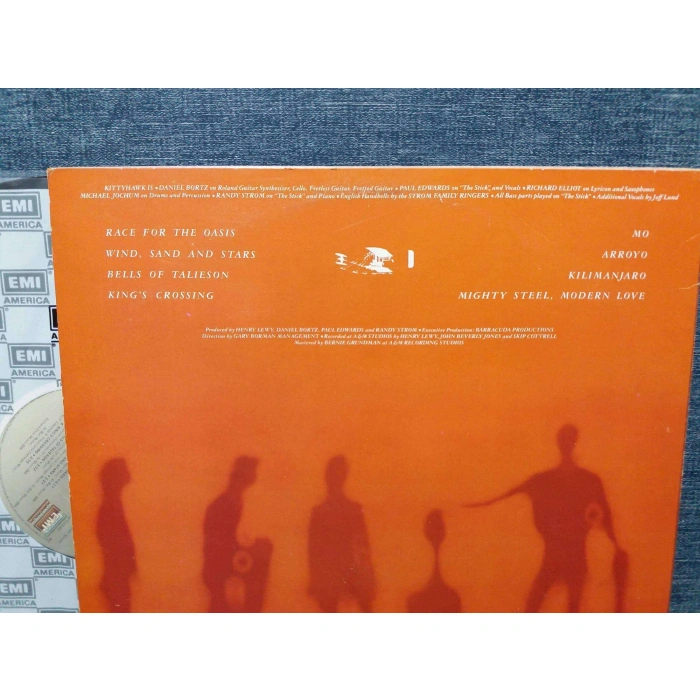 KITTYHAWK IS • DANIEL BORTZ on Roland Guitar Synthesizer, Cello, Fretless Guitar, Fretted Guitar • PAUL EDWARDS on "The Stick", and Vocals • RICHARD ELLIOT on Lyricon and Saxophones
MICHAEL JOCHUM on Drums and Percussion • RANDY STROM on "The Stick" and Piano • English Handbells by the STROM FAMILY RINGERS • All Bass parts played on "The Stick" • Additional Vocals by Jeff Lund
RACE FOR THE OASIS
WIND, SAND AND STARS
BELLS OF TALIESON
KING'S CROSSING
MO
ARROYO
KILIMANJARO
MIGHTY STEEL, MODERN LOVE
Produced by HENRY LEWY, DANIEL BORTZ, PAUL EDWARDS and RANDY STROM • Executive Production: BARRACUDA PRODUCTIONS
Direction by GARY BORMAN MANAGEMENT • Recorded at A&M STUDIOS by HENRY LEWY, JOHN BEVERLY JONES and SKIP COTTRELL
Mastered by BERNIE GRUNDMAN at A&M RECORDING STUDIOS
EMI
AMERICA
EMI
AMERICA
EMI
AMERICA
EMI
AMERICA
EMI
AMERICA
EMI
AMERICA